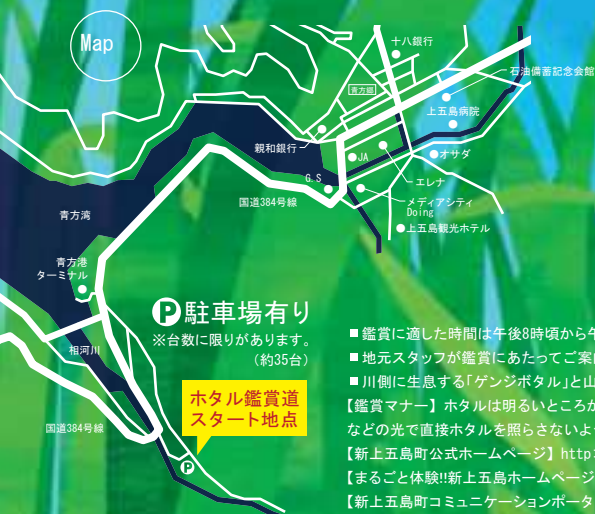 Map
十八銀行
石油備蓄記念会館
青方郷
上五島病院
親和銀行
JA
オサダ
エレナ
G.S
国道384号線
メディアシティ
Doing
上五島観光ホテル
青方湾
青方港
ターミナル
相河川
国道384号線
P駐車場有り
※台数に限りがあります。
(約35台)
ホタル鑑賞道
スタート地点
P
■鑑賞に適した時間は午後8時頃から午
■地元スタッフが鑑賞にあたってご案
■川側に生息する「ゲンジボタル」と山
【鑑賞マナー】ホタルは明るいところが
などの光で直接ホタルを照らさないよ
【新上五島町公式ホームページ】http:
【まるごと体験!!新上五島ホームページ
【新上五島町コミュニケーションポータ